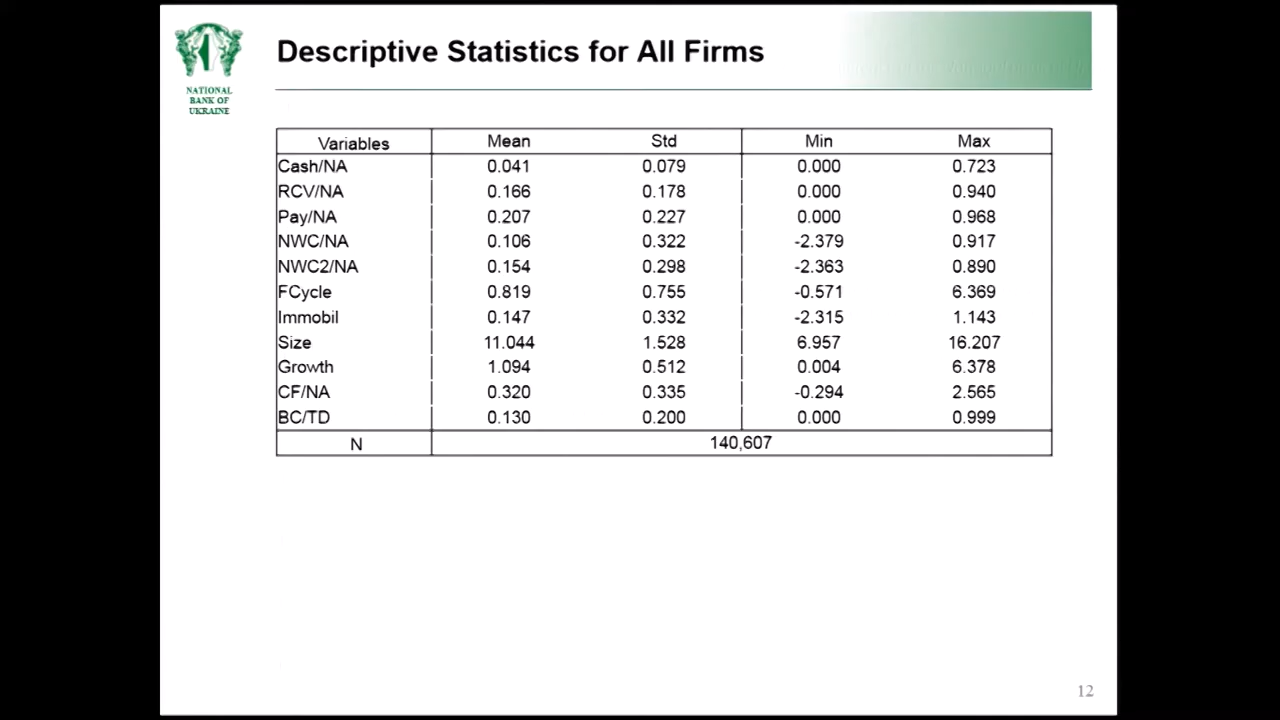 NATIONAL
BANK OF
UKRAINE
Descriptive Statistics for All Firms
Variables Mean Std Min Max
Cash/NA 0.041 0.079 0.000 0.723
RCV/NA 0.166 0.178 0.000 0.940
Pay/NA 0.207 0.227 0.000 0.968
NWC/NA 0.106 0.322 -2.379 0.917
NWC2/NA 0.154 0.298 -2.363 0.890
FCycle 0.819 0.755 -0.571 6.369
Immobil 0.147 0.332 -2.315 1.143
Size 11.044 1.528 6.957 16.207
Growth 1.094 0.512 0.004 6.378
CF/NA 0.320 0.335 -0.294 2.565
BC/TD 0.130 0.200 0.000 0.999
N 140,607
12